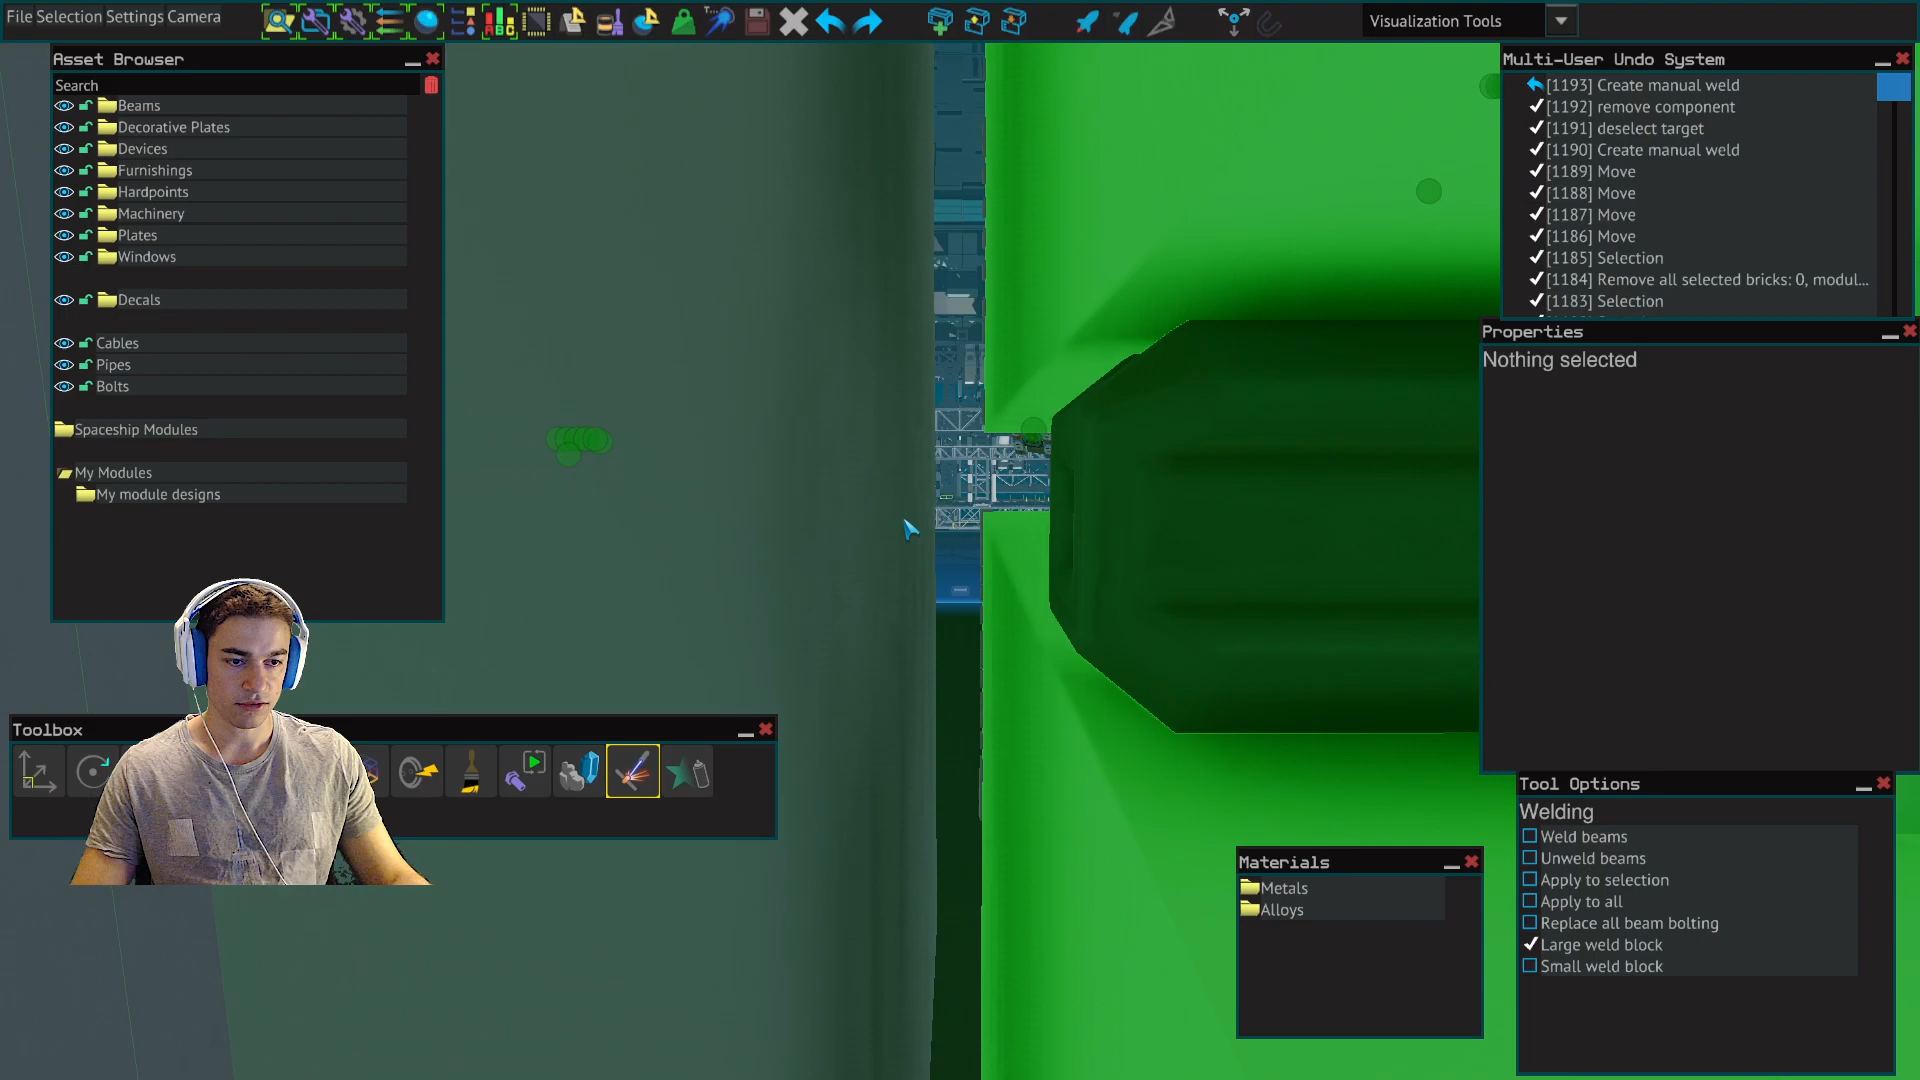 File Selection Settings Camera
Visualization Tools
Asset Browser
Search
Beams
Decorative Plates
Devices
Furnishings
Hardpoints
Machinery
Plates
Windows
Decals
Cables
Pipes
Bolts
Spaceship Modules
My Modules
My module designs
Multi-User Undo System
[1193] Create manual weld
[1192] remove component
[1191] deselect target
[1190] Create manual weld
[1189] Move
[1188] Move
[1187] Move
[1186] Move
[1185] Selection
[1184] Remove all selected bricks: 0, modul...
[1183] Selection
Properties
Nothing selected
Toolbox
Materials
Metals
Alloys
Tool Options
Welding
Weld beams
Unweld beams
Apply to selection
Apply to all
Replace all beam bolting
Large weld block
Small weld block